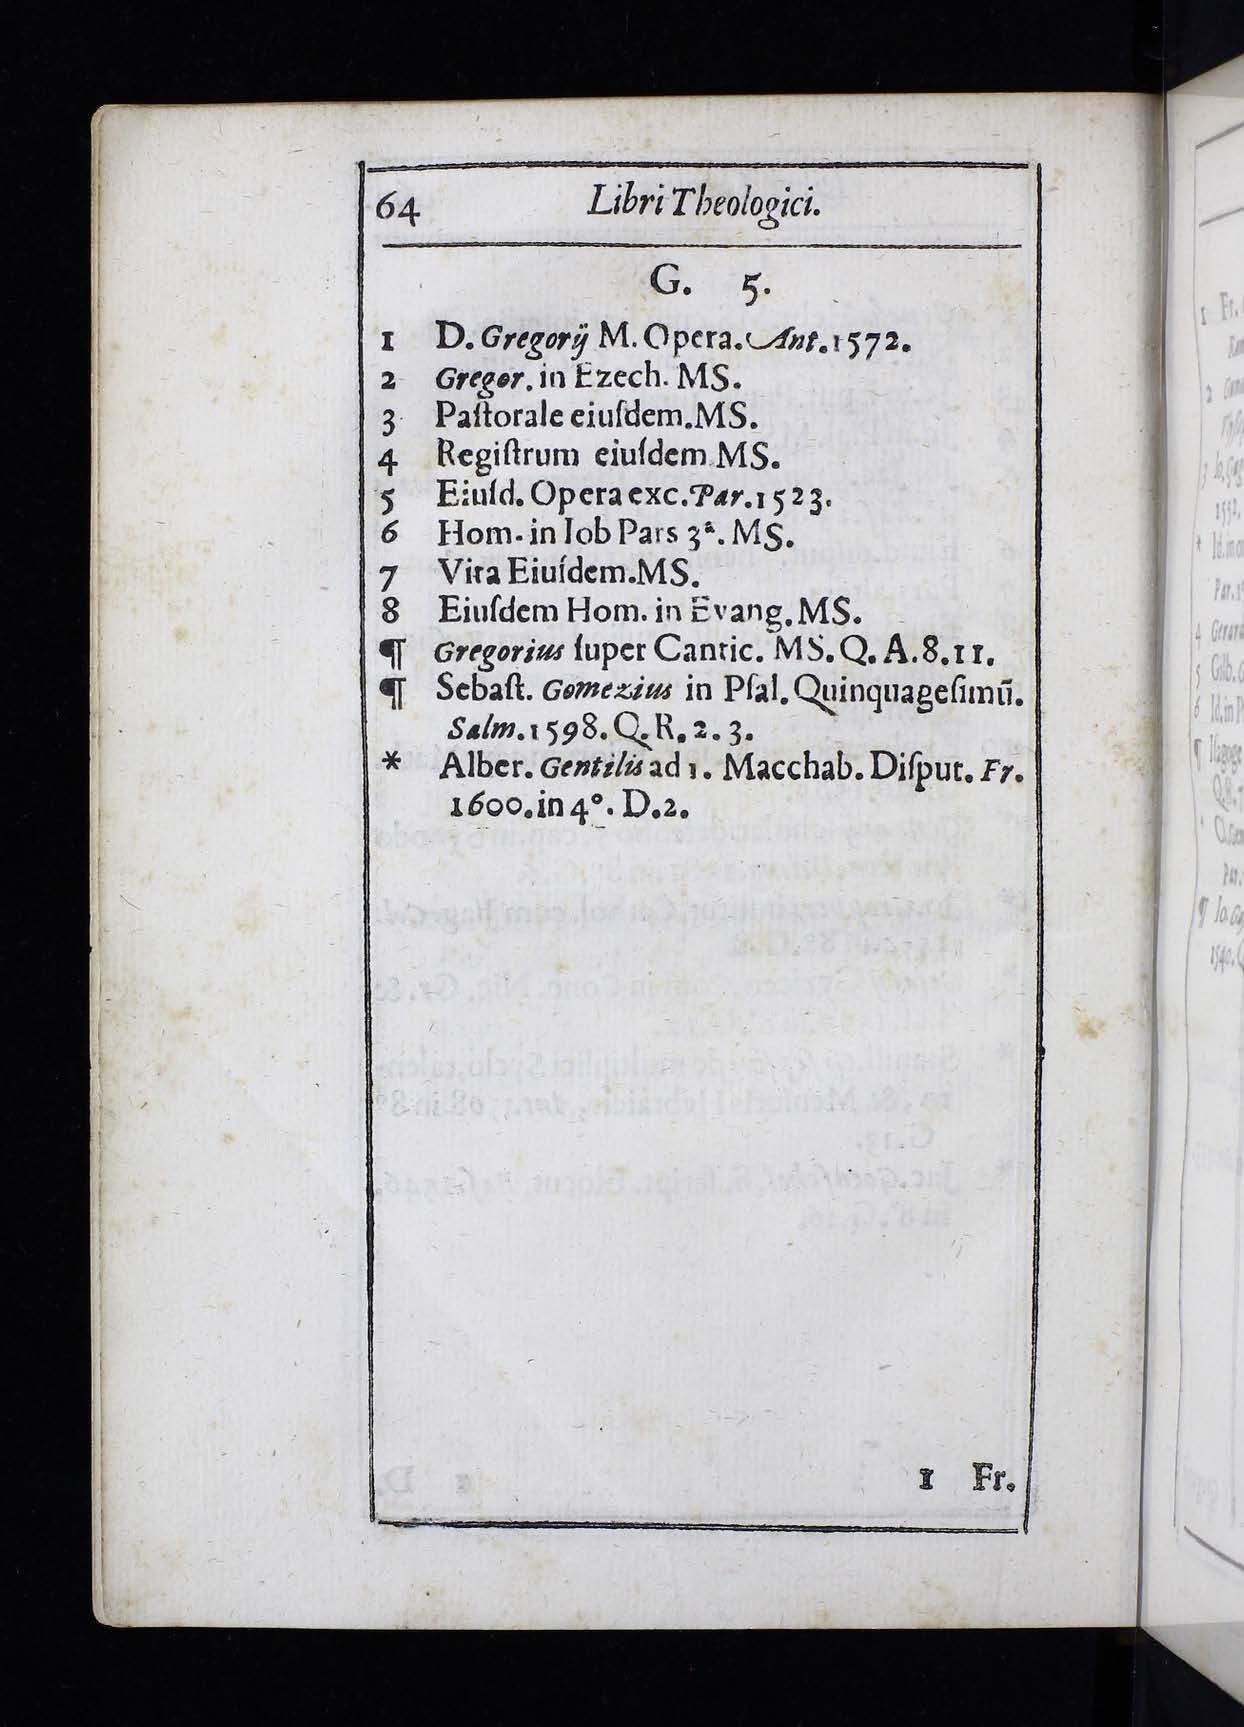 64 Libri Theologici.
G. 5.
1 D. Gregorij M. Opera. Ant. 1572.
2 Gregor. in Ezech. MS.
3 Paſtorale eiuſdem. MS.
4 Regiſtrum eiuſdem MS.
5 Eiuſd. Opera exc. Par. 1523.
6 Hom. in Iob Pars 3ª. MS.
7 Vita Eiuſdem. MS.
8 Eiuſdem Hom. in Evang. MS.
¶ Gregorius ſuper Cantic. MS. Q. A. 8. 11.
¶ Sebaſt. Gomezius in Pſal. Quinquageſimū.
Salm. 1598. Q. R. 2. 3.
* Alber. Gentilis ad 1. Macchab. Diſput. Fr.
1600. in 4°. D. 2.
1 Fr.